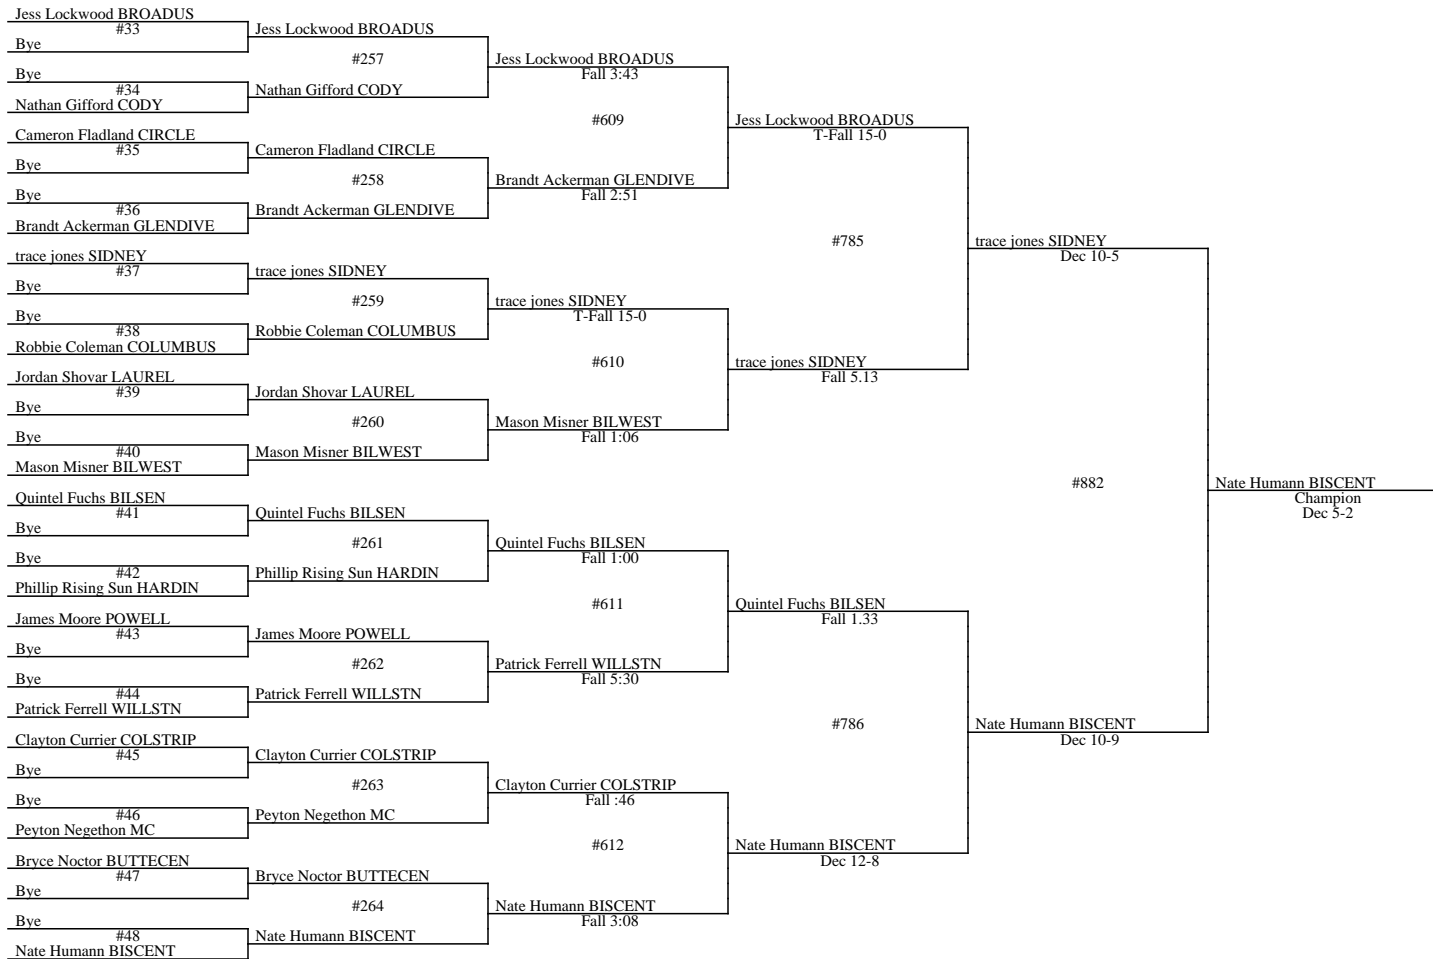 Jess Lockwood BROADUS
#33
Bye
Jess Lockwood BROADUS
#257
Bye
#34
Nathan Gifford CODY
Nathan Gifford CODY
Jess Lockwood BROADUS
Fall 3:43
#609
Cameron Fladland CIRCLE
#35
Bye
Cameron Fladland CIRCLE
#258
Bye
#36
Brandt Ackerman GLENDIVE
Brandt Ackerman GLENDIVE
Brandt Ackerman GLENDIVE
Fall 2:51
Jess Lockwood BROADUS
T-Fall 15-0
#785
trace jones SIDNEY
#37
Bye
trace jones SIDNEY
#259
Bye
#38
Robbie Coleman COLUMBUS
Robbie Coleman COLUMBUS
trace jones SIDNEY
T-Fall 15-0
#610
Jordan Shovar LAUREL
#39
Bye
Jordan Shovar LAUREL
#260
Bye
#40
Mason Misner BILWEST
Mason Misner BILWEST
Mason Misner BILWEST
Fall 1:06
trace jones SIDNEY
Fall 5.13
trace jones SIDNEY
Dec 10-5
#882
Quintel Fuchs BILSEN
#41
Bye
Quintel Fuchs BILSEN
#261
Bye
#42
Phillip Rising Sun HARDIN
Phillip Rising Sun HARDIN
Quintel Fuchs BILSEN
Fall 1:00
#611
James Moore POWELL
#43
Bye
James Moore POWELL
#262
Bye
#44
Patrick Ferrell WILLSTN
Patrick Ferrell WILLSTN
Patrick Ferrell WILLSTN
Fall 5:30
Quintel Fuchs BILSEN
Fall 1.33
#786
Clayton Currier COLSTRIP
#45
Bye
Clayton Currier COLSTRIP
#263
Bye
#46
Peyton Negethon MC
Peyton Negethon MC
Clayton Currier COLSTRIP
Fall :46
#612
Bryce Noctor BUTTECEN
#47
Bye
Bryce Noctor BUTTECEN
#264
Bye
#48
Nate Humann BISCENT
Nate Humann BISCENT
Nate Humann BISCENT
Fall 3:08
Nate Humann BISCENT
Dec 12-8
Nate Humann BISCENT
Dec 10-9
Nate Humann BISCENT
Champion
Dec 5-2